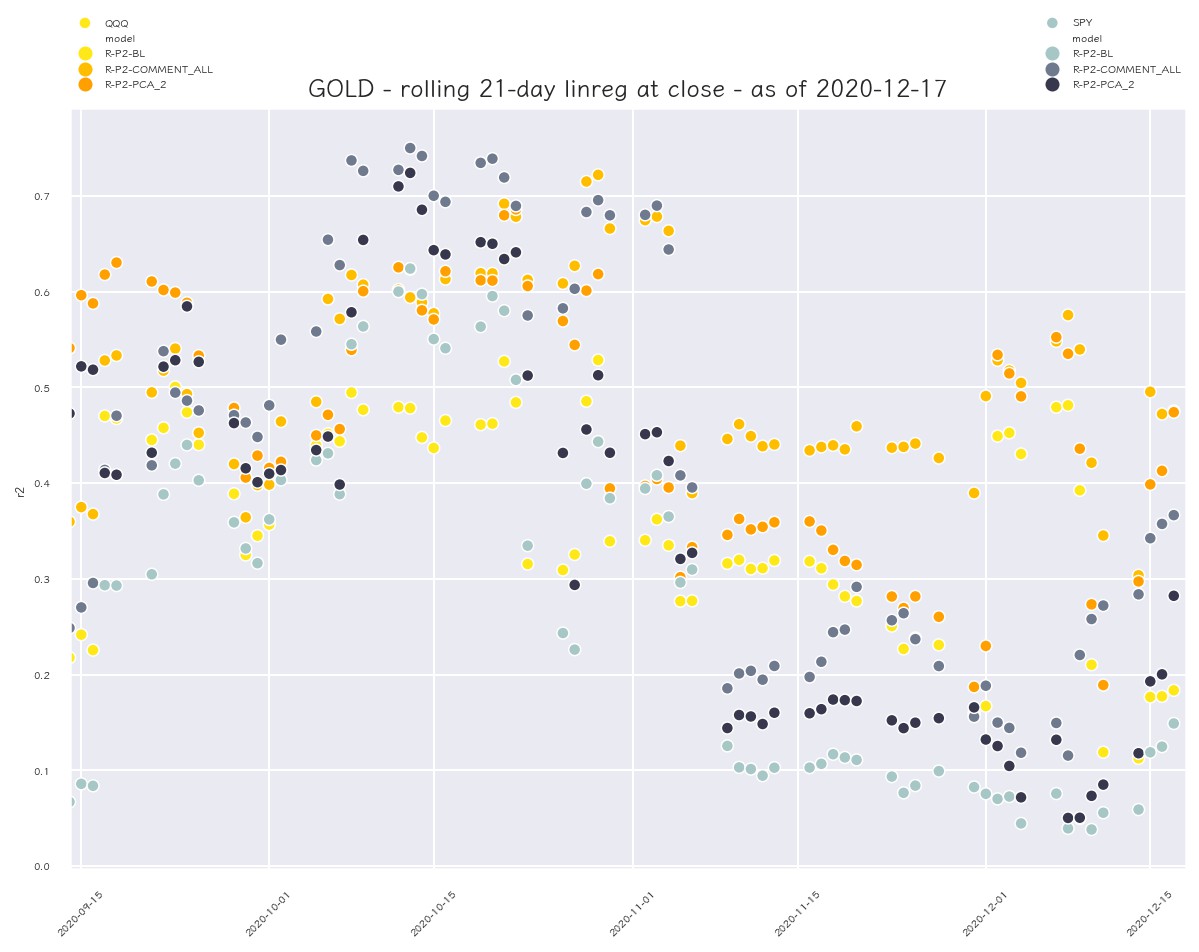 QQQ
model
R-P2-BL
R-P2-COMMENT_ALL
R-P2-PCA_2
SPY
model
R-P2-BL
R-P2-COMMENT_ALL
R-P2-PCA_2
GOLD - rolling 21-day linreg at close - as of 2020-12-17
0.7
0.6
0.5
0.4
0.3
0.2
0.1
0.0
r2
2020-09-15
2020-10-01
2020-10-15
2020-11-01
2020-11-15
2020-12-01
2020-12-15